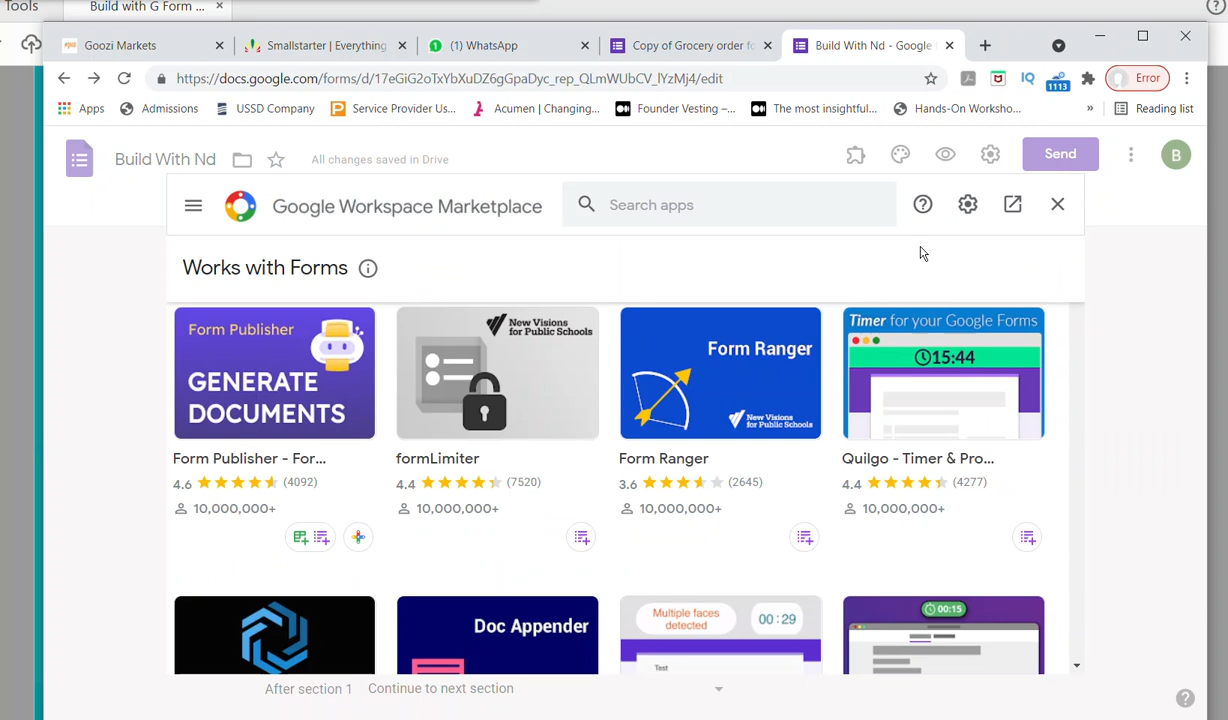 Tools
Build with G Form ...
Goozi Markets
Smallstarter | Everything
(1) WhatsApp
Copy of Grocery order fo
Build With Nd - Google
https://docs.google.com/forms/d/17eGiG2oTxYbXuDZ6gGpaDyc_rep_QLmWUbCV_lYzMj4/edit
IQ
1113
Error
Apps
Admissions
USSD Company
Service Provider Us...
Acumen | Changing...
Founder Vesting –...
The most insightful...
Hands-On Worksho...
»
Reading list
Build With Nd
All changes saved in Drive
Send
B
Google Workspace Marketplace
Search apps
Works with Forms
Form Publisher
GENERATE
DOCUMENTS
New Visions
for Public Schools
Form Ranger
New Visions
for Public Schools
Timer for your Google Forms
15:44
Form Publisher - For...
formLimiter
Form Ranger
Quilgo - Timer & Pro...
4.6 (4092)
4.4 (7520)
3.6 (2645)
4.4 (4277)
10,000,000+
10,000,000+
10,000,000+
10,000,000+
Doc Appender
Multiple faces
detected
00:29
Test
00:15
After section 1 Continue to next section